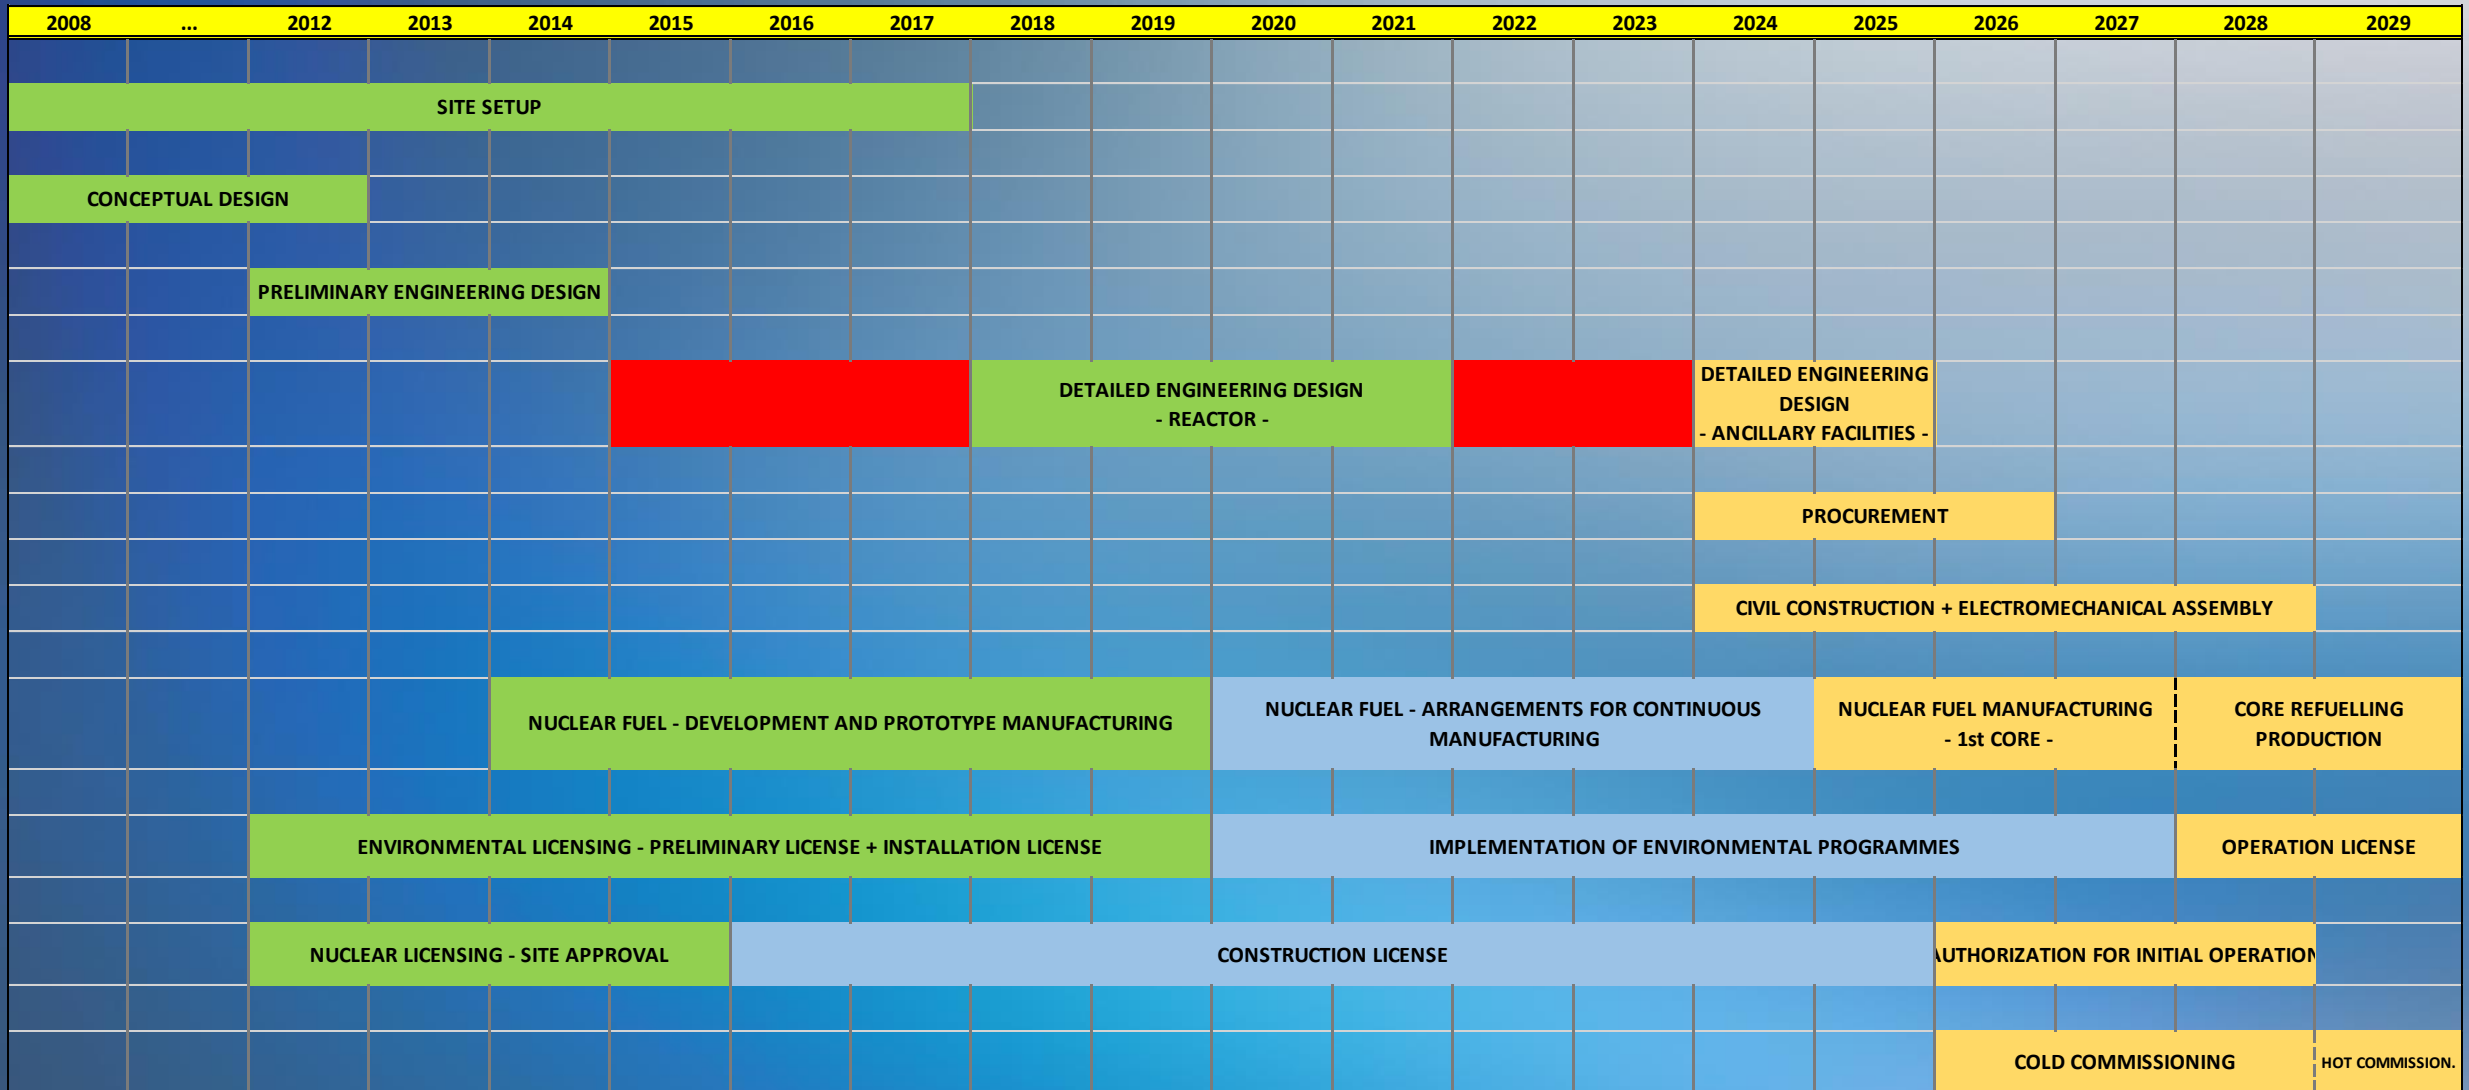 2008 ... 2012 2013 2014 2015 2016 2017 2018 2019 2020 2021 2022 2023 2024 2025 2026 2027 2028 2029
SITE SETUP
CONCEPTUAL DESIGN
PRELIMINARY ENGINEERING DESIGN
DETAILED ENGINEERING DESIGN
- REACTOR -
DETAILED ENGINEERING
DESIGN
- ANCILLARY FACILITIES -
PROCUREMENT
CIVIL CONSTRUCTION + ELECTROMECHANICAL ASSEMBLY
NUCLEAR FUEL - DEVELOPMENT AND PROTOTYPE MANUFACTURING
NUCLEAR FUEL - ARRANGEMENTS FOR CONTINUOUS
MANUFACTURING
NUCLEAR FUEL MANUFACTURING
- 1st CORE -
CORE REFUELLING
PRODUCTION
ENVIRONMENTAL LICENSING - PRELIMINARY LICENSE + INSTALLATION LICENSE
IMPLEMENTATION OF ENVIRONMENTAL PROGRAMMES
OPERATION LICENSE
NUCLEAR LICENSING - SITE APPROVAL
CONSTRUCTION LICENSE
AUTHORIZATION FOR INITIAL OPERATION
COLD COMMISSIONING
HOT COMMISSION.